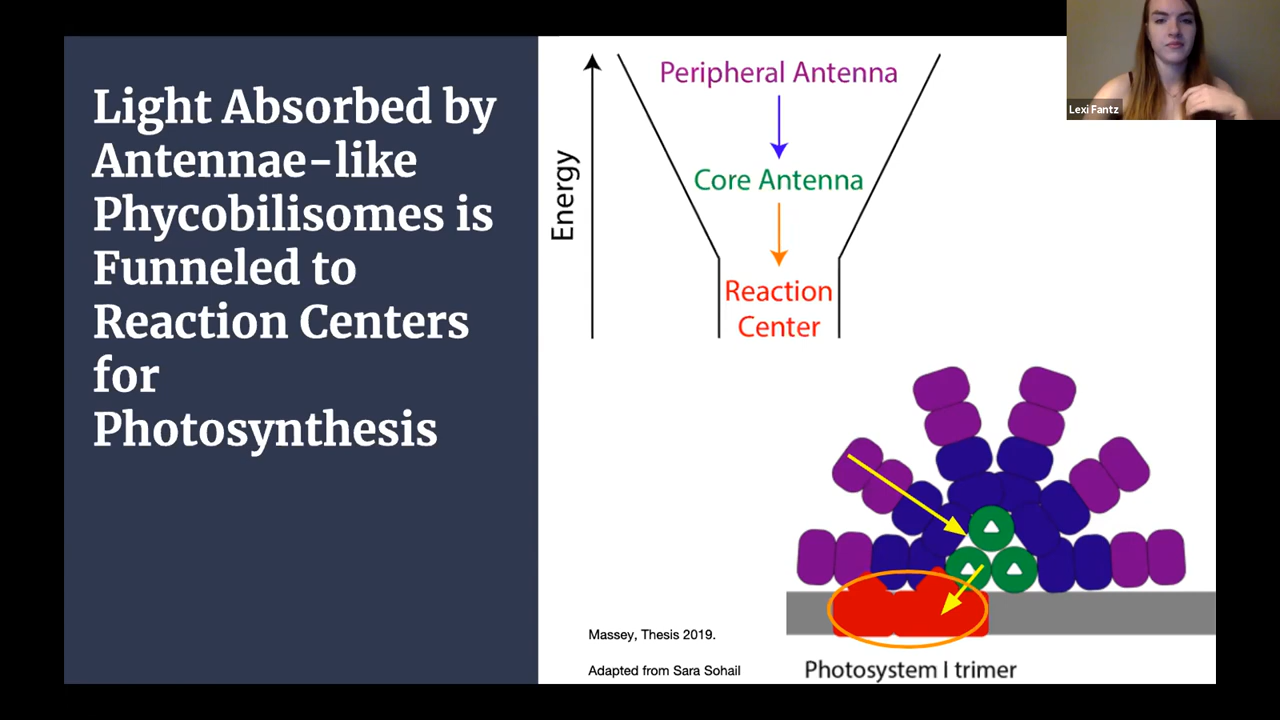 Light Absorbed by
Antennae-like
Phycobilisomes is
Funneled to
Reaction Centers
for
Photosynthesis
Energy
Peripheral Antenna
Core Antenna
Reaction
Center
Lexi Fantz
Massey, Thesis 2019.
Adapted from Sara Sohail
Photosystem I trimer